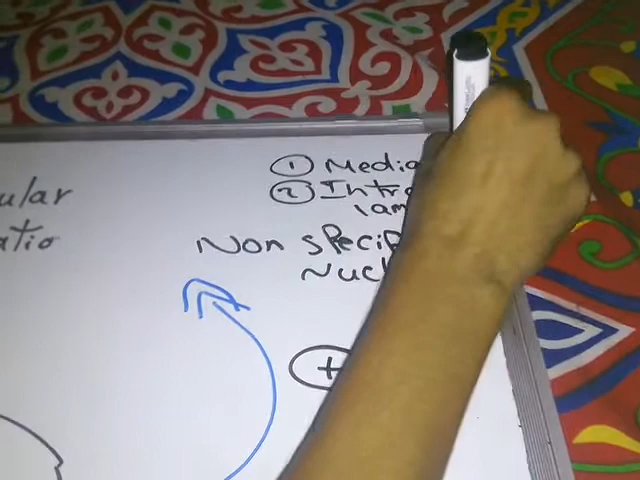 ular
atio
① Media
② Intr
lam
Non specif
Nucl
+